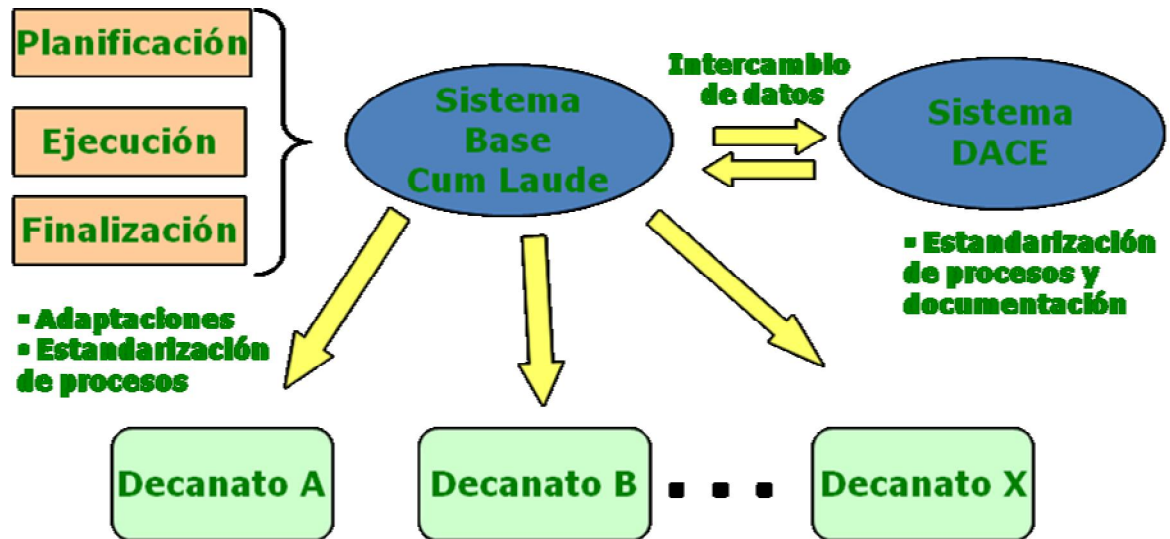 Planificación
Ejecución
Finalización
Sistema
Base
Cum Laude
Intercambio
de datos
Sistema
DACE
▪ Estandarización
de procesos y
documentación
▪ Adaptaciones
▪ Estandarización
de procesos
Decanato A
Decanato B
. . .
Decanato X